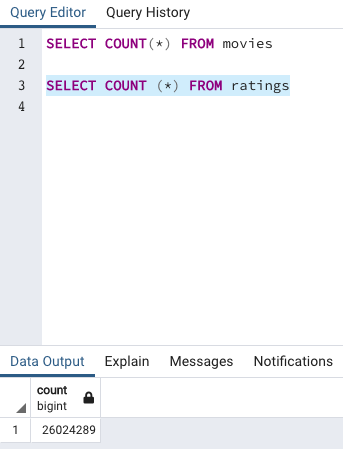 Query Editor Query History
1 SELECT COUNT(*) FROM movies
2
3 SELECT COUNT (*) FROM ratings
4
Data Output Explain Messages Notifications
count
bigint
1 26024289